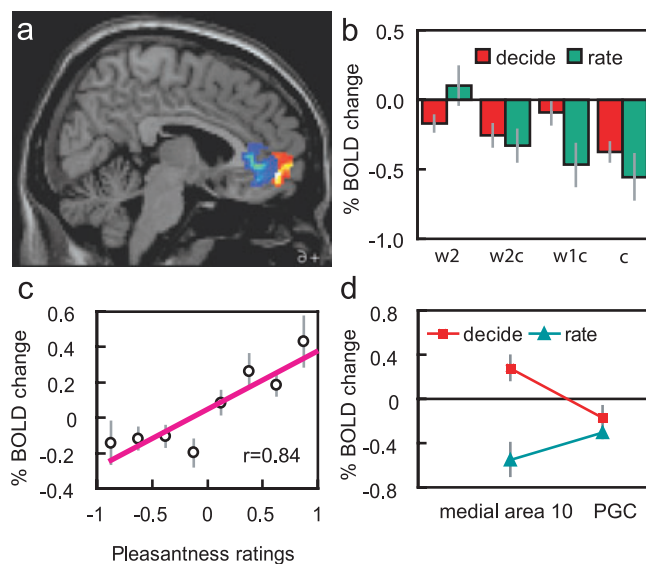 a
6+
b
0.5
decide rate
0.0
-0.5
-1.0
% BOLD change
w2 w2c w1c c
c
0.6
0.4
0.2
0
-0.2
-0.4
% BOLD change
r=0.84
-1 -0.5 0 0.5 1
Pleasantness ratings
d
0.8
decide rate
0.4
0
-0.4
-0.8
% BOLD change
medial area 10 PGC